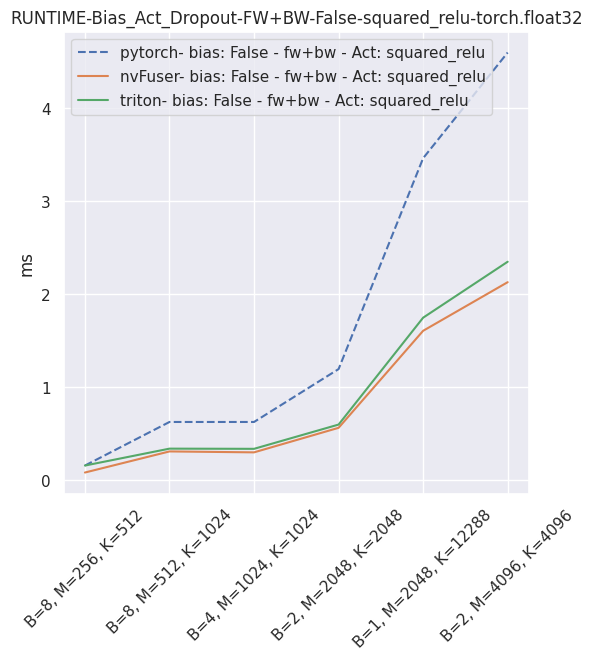 RUNTIME-Bias_Act_Dropout-FW+BW-False-squared_relu-torch.float32
pytorch- bias: False - fw+bw - Act: squared_relu
nvFuser- bias: False - fw+bw - Act: squared_relu
triton- bias: False - fw+bw - Act: squared_relu
4
3
2
1
0
ms
B=8, M=256, K=512
B=8, M=512, K=1024
B=4, M=1024, K=1024
B=2, M=2048, K=2048
B=1, M=2048, K=12288
B=2, M=4096, K=4096